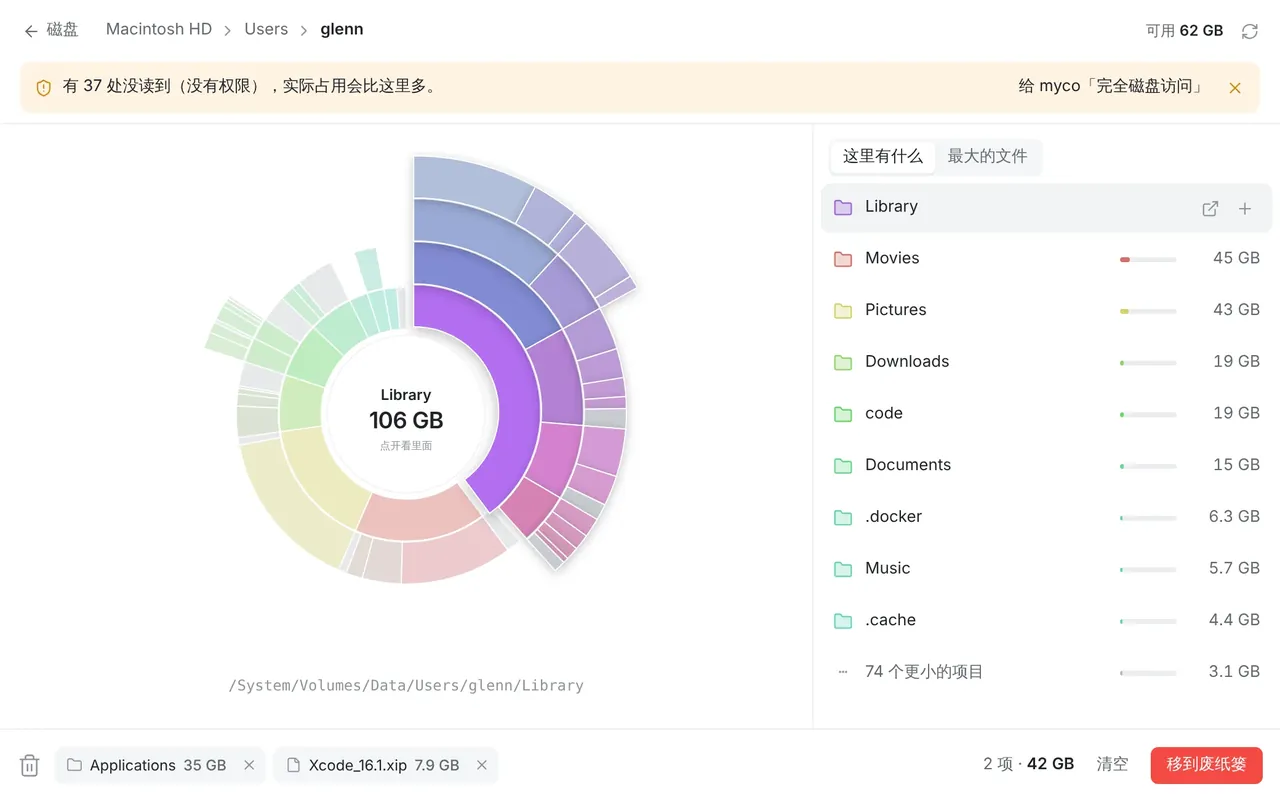 磁盘 Macintosh HD Users glenn 可用 62 GB
有 37 处没读到（没有权限），实际占用会比这里多。 给 myco「完全磁盘访问」
这里有什么 最大的文件
Library
Movies 45 GB
Pictures 43 GB
Downloads 19 GB
code 19 GB
Documents 15 GB
.docker 6.3 GB
Music 5.7 GB
.cache 4.4 GB
74 个更小的项目 3.1 GB
Library
106 GB
点开看里面
/System/Volumes/Data/Users/glenn/Library
Applications 35 GB Xcode_16.1.xip 7.9 GB 2 项 · 42 GB 清空 移到废纸篓